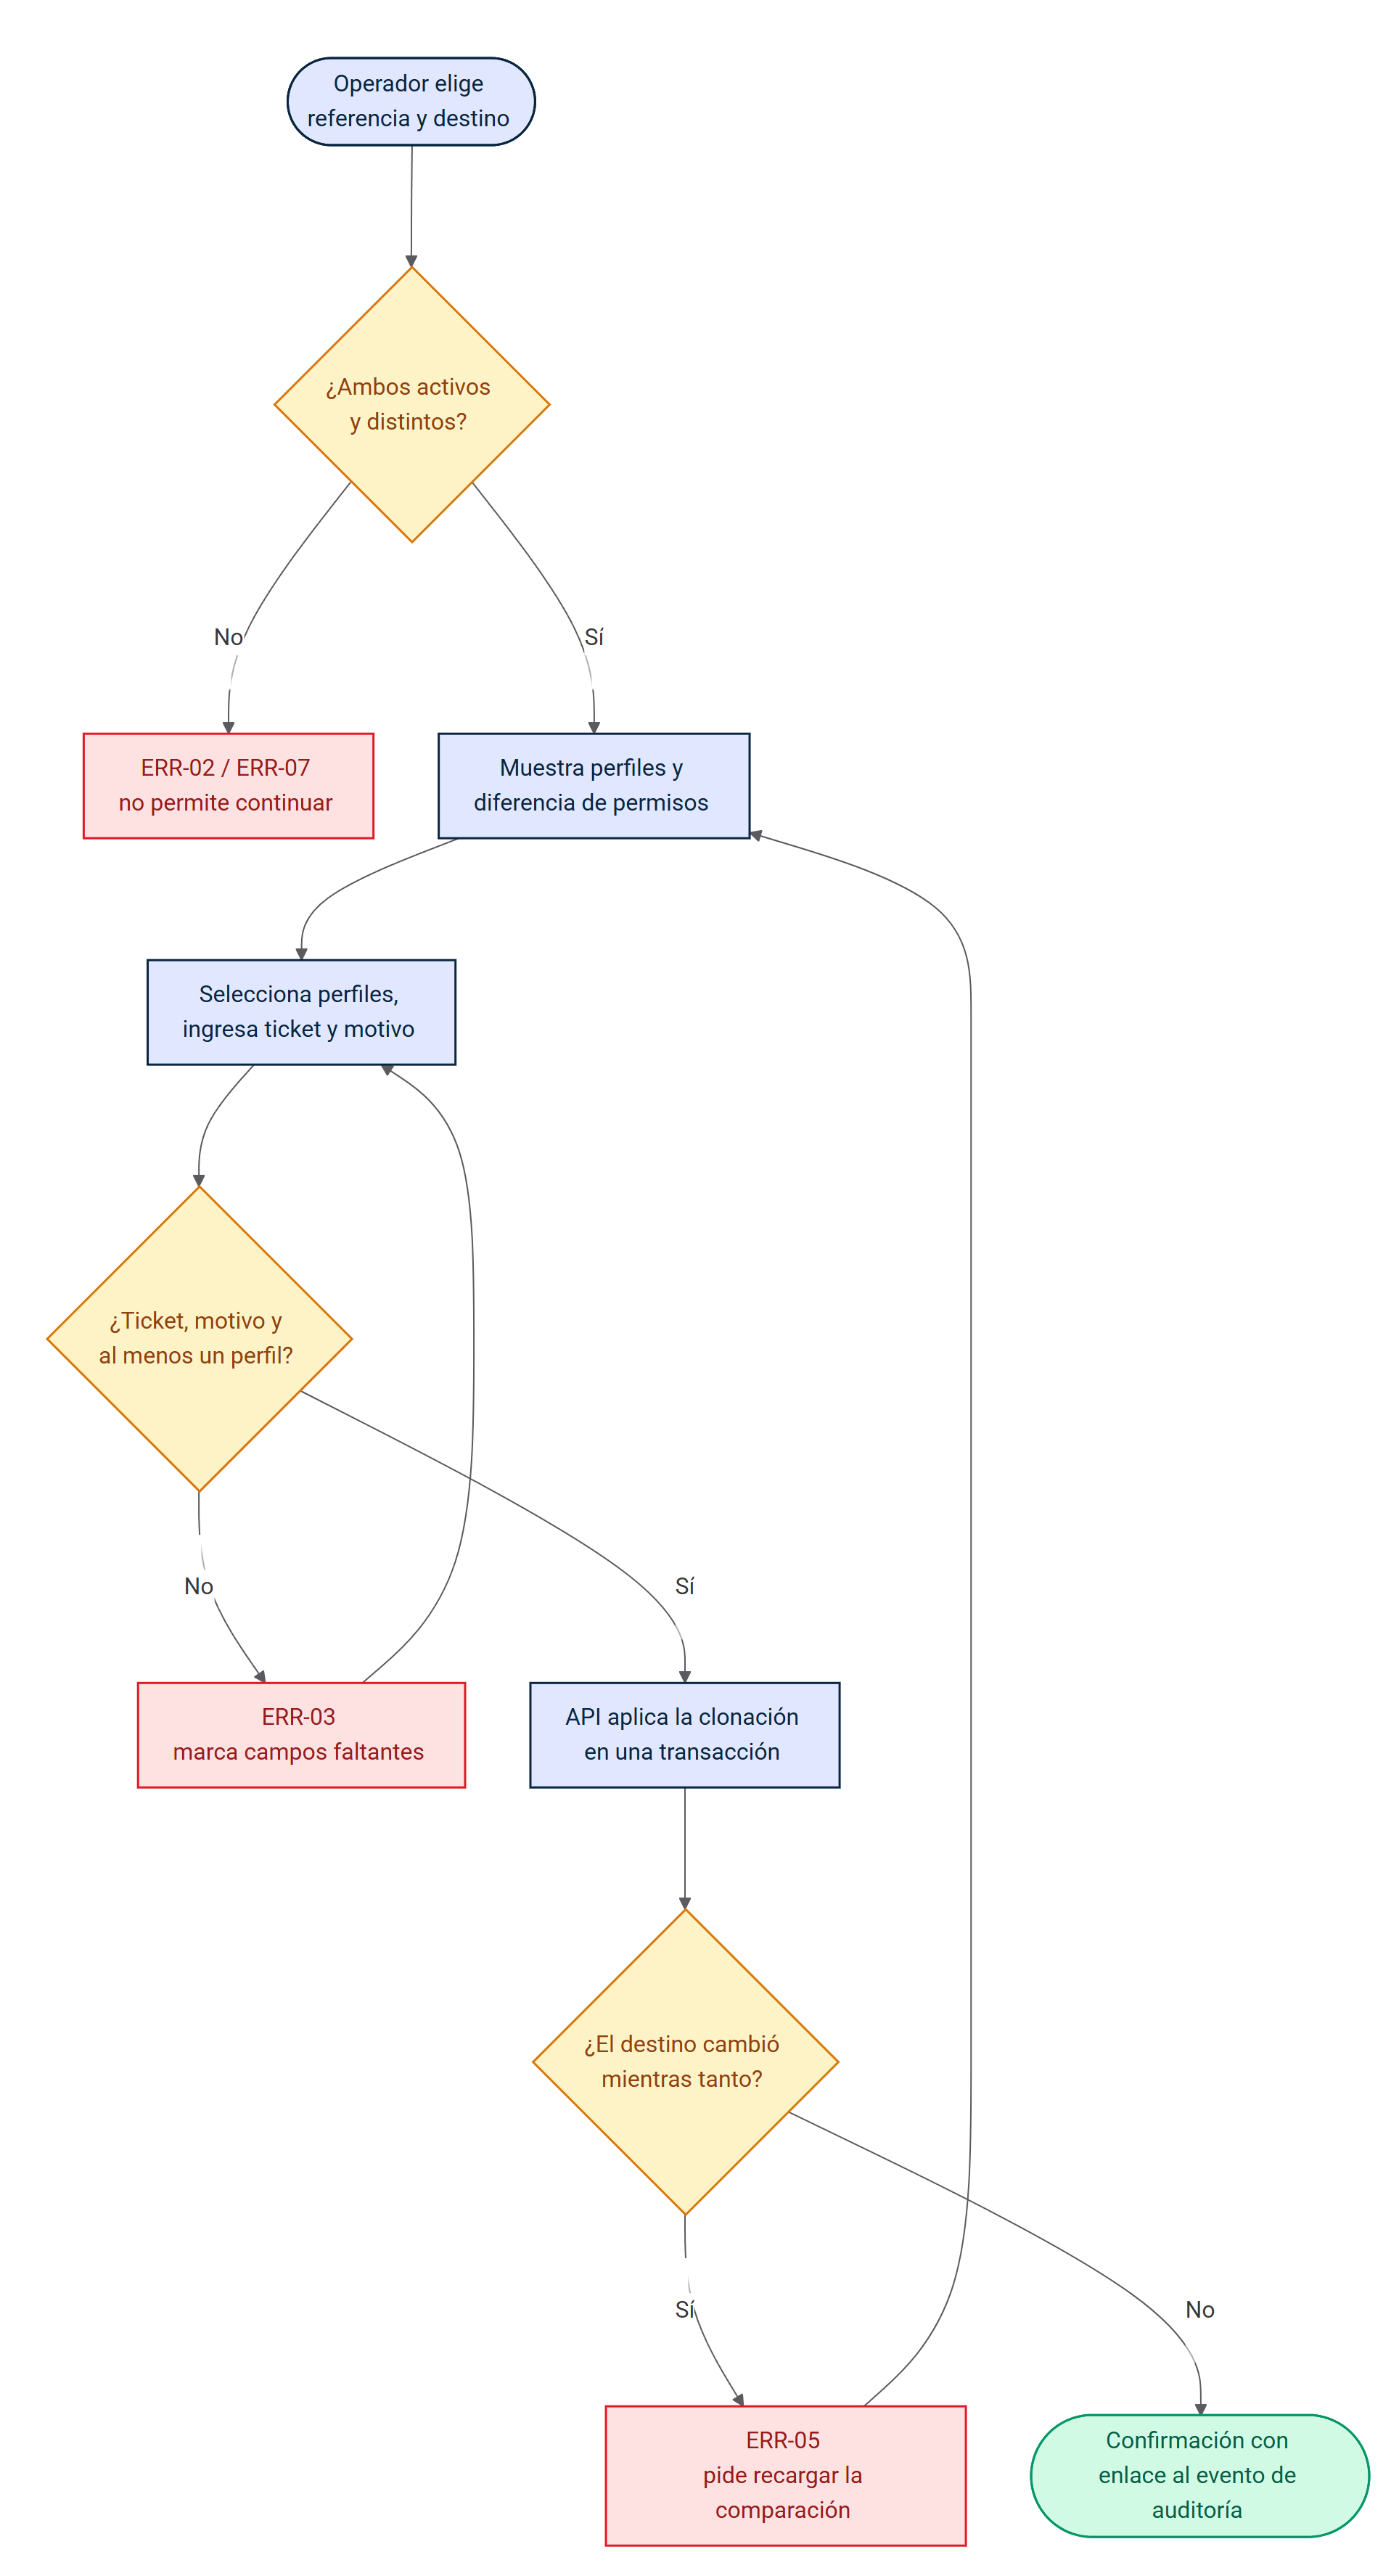 Operador elige
referencia y destino
¿Ambos activos
y distintos?
No
Sí
ERR-02 / ERR-07
no permite continuar
Muestra perfiles y
diferencia de permisos
Selecciona perfiles,
ingresa ticket y motivo
¿Ticket, motivo y
al menos un perfil?
No
Sí
ERR-03
marca campos faltantes
API aplica la clonación
en una transacción
¿El destino cambió
mientras tanto?
Sí
No
ERR-05
pide recargar la
comparación
Confirmación con
enlace al evento de
auditoría